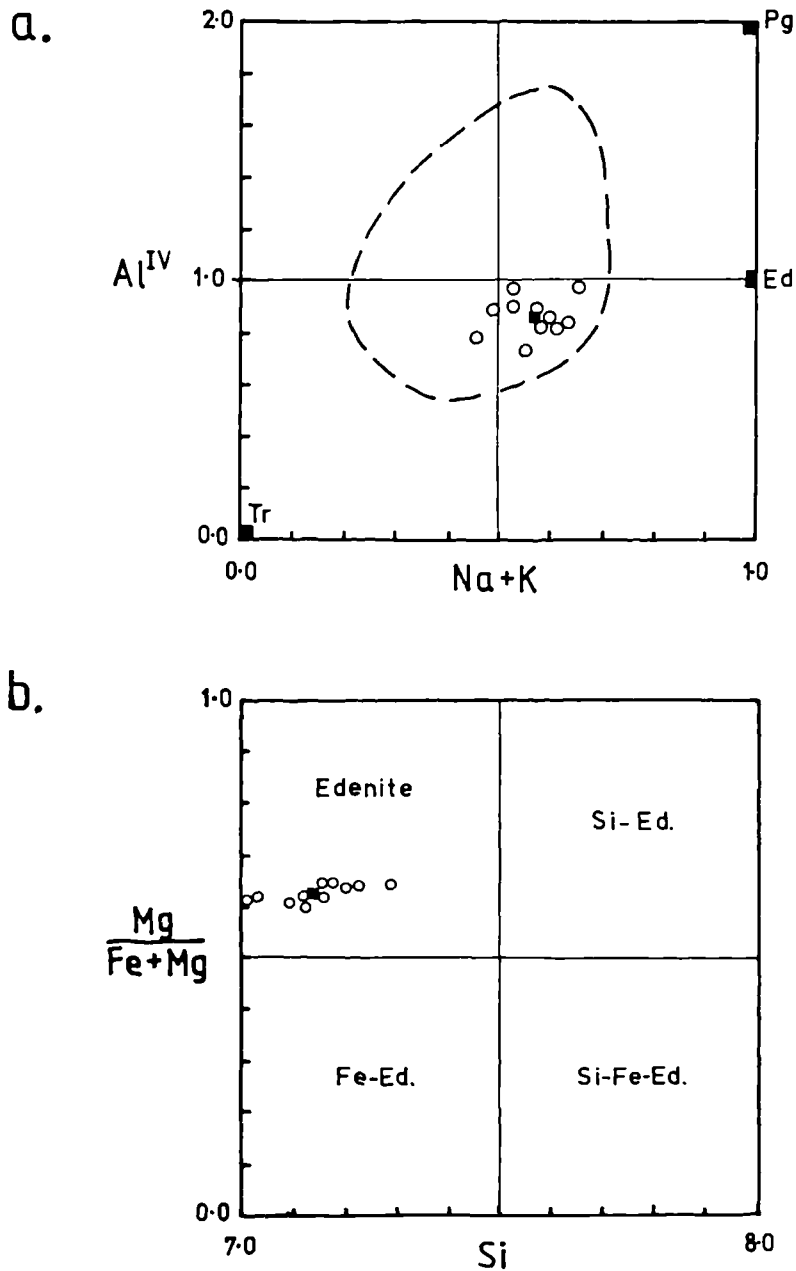 a.
2·0
Pg
Al^IV
1·0
Ed
Tr
0·0
0·0
Na+K
1·0
b.
1·0
Edenite
Si-Ed.
Mg
Fe+Mg
Fe-Ed.
Si-Fe-Ed.
0·0
7·0
Si
8·0